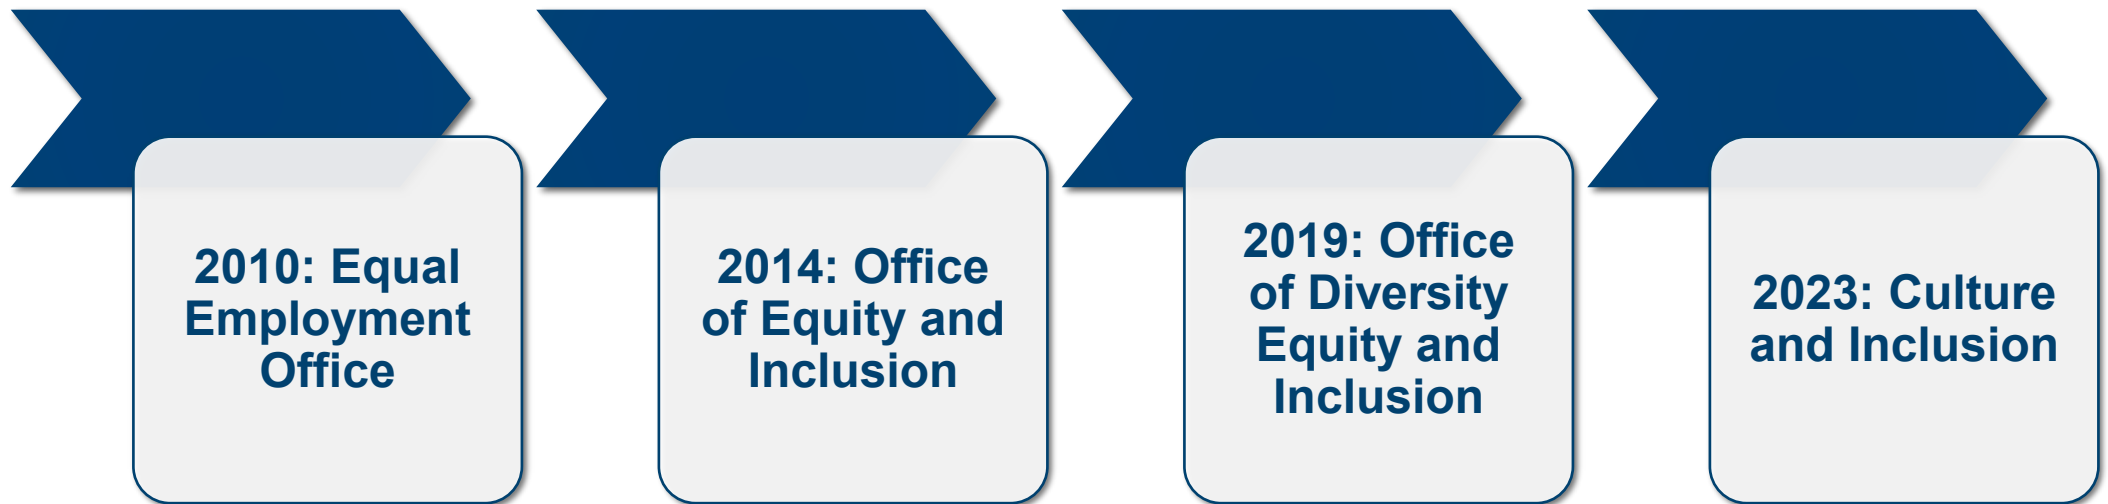 2010: Equal
Employment
Office
2014: Office
of Equity and
Inclusion
2019: Office
of Diversity
Equity and
Inclusion
2023: Culture
and Inclusion